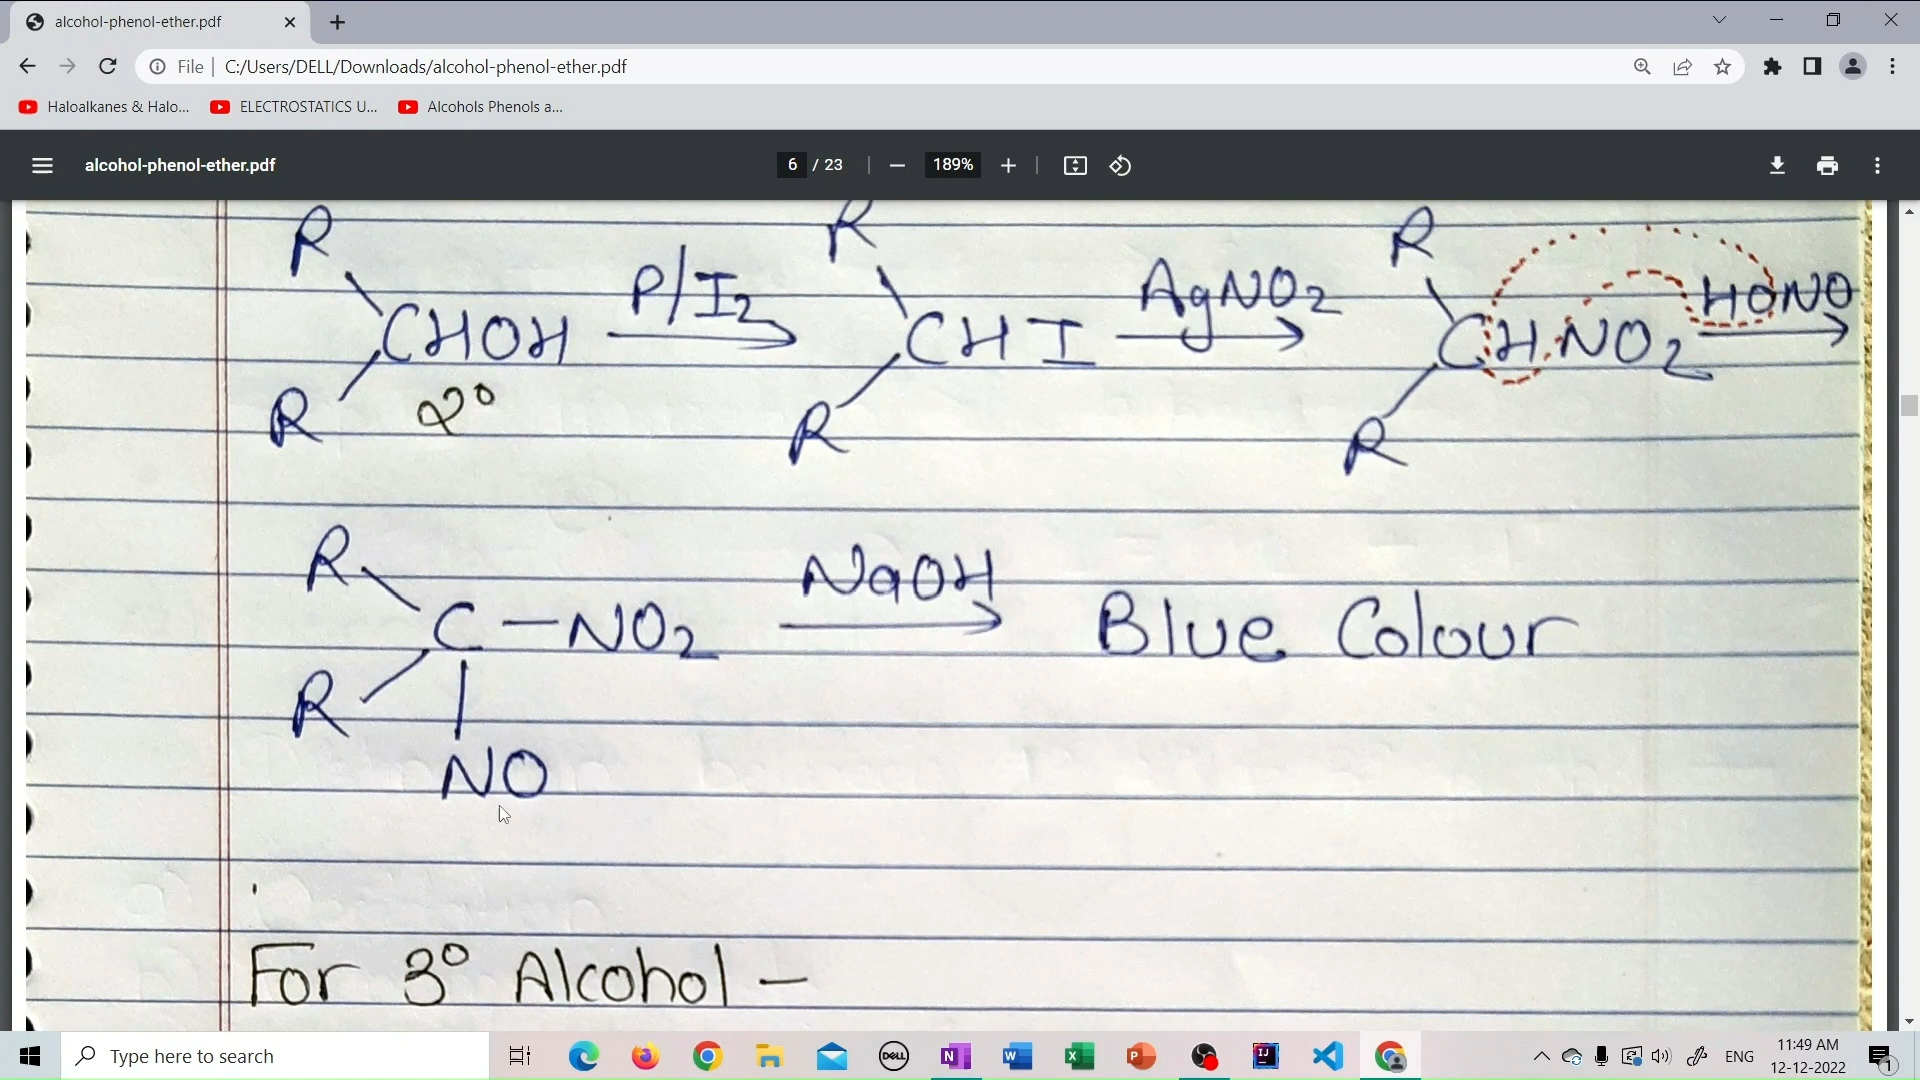 alcohol-phenol-ether.pdf
File | C:/Users/DELL/Downloads/alcohol-phenol-ether.pdf
Haloalkanes & Halo... ELECTROSTATICS U... Alcohols Phenols a...
alcohol-phenol-ether.pdf 6 / 23 189%
R R R
P/I2 AgNO2 HONO
CHOH CHI CHNO2
R 2° R R
R NaOH
C-NO2 Blue Colour
R
NO
For 3° Alcohol -
Type here to search
ENG 11:49 AM
12-12-2022 1